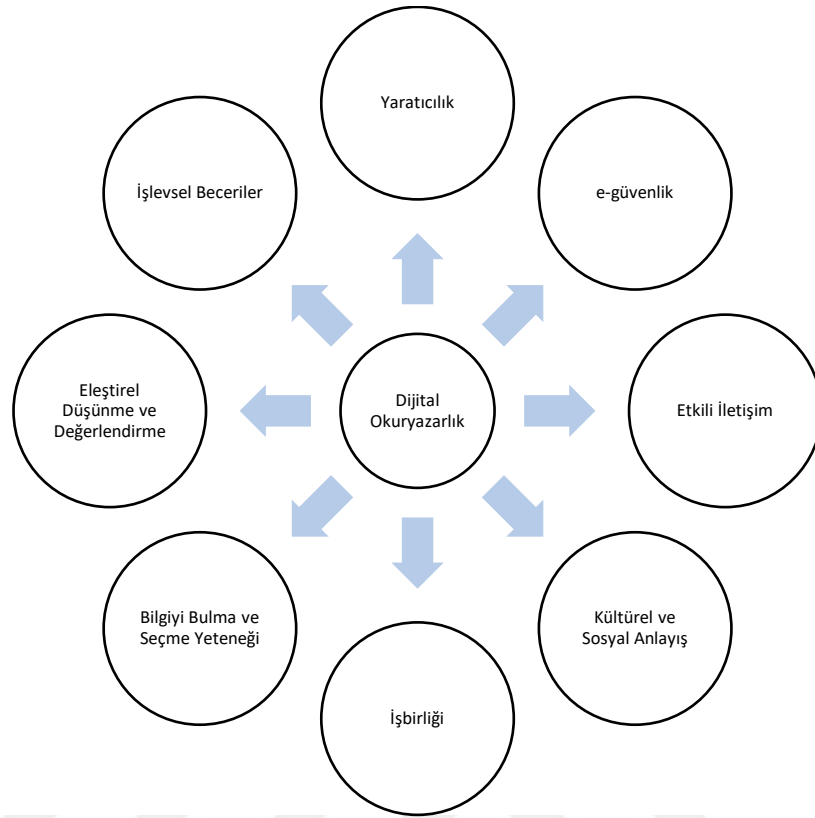 Yaratıcılık
İşlevsel Beceriler
e-güvenlik
Eleştirel
Düşünme ve
Değerlendirme
Dijital
Okuryazarlık
Etkili İletişim
Bilgiyi Bulma ve
Seçme Yeteneği
Kültürel ve
Sosyal Anlayış
İşbirliği